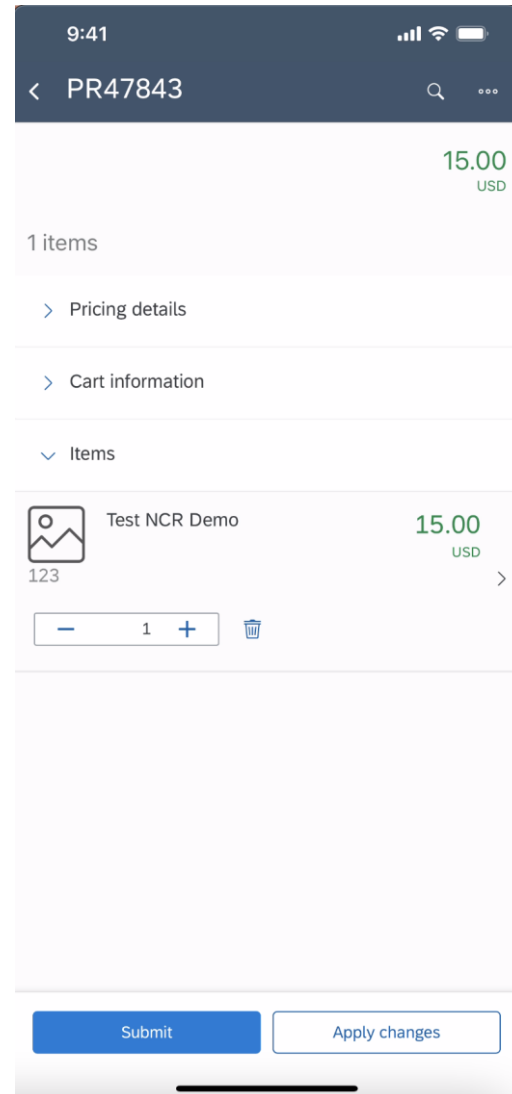 9:41
PR47843
15.00
USD
1 items
Pricing details
Cart information
Items
Test NCR Demo
15.00
USD
123
1
Submit
Apply changes